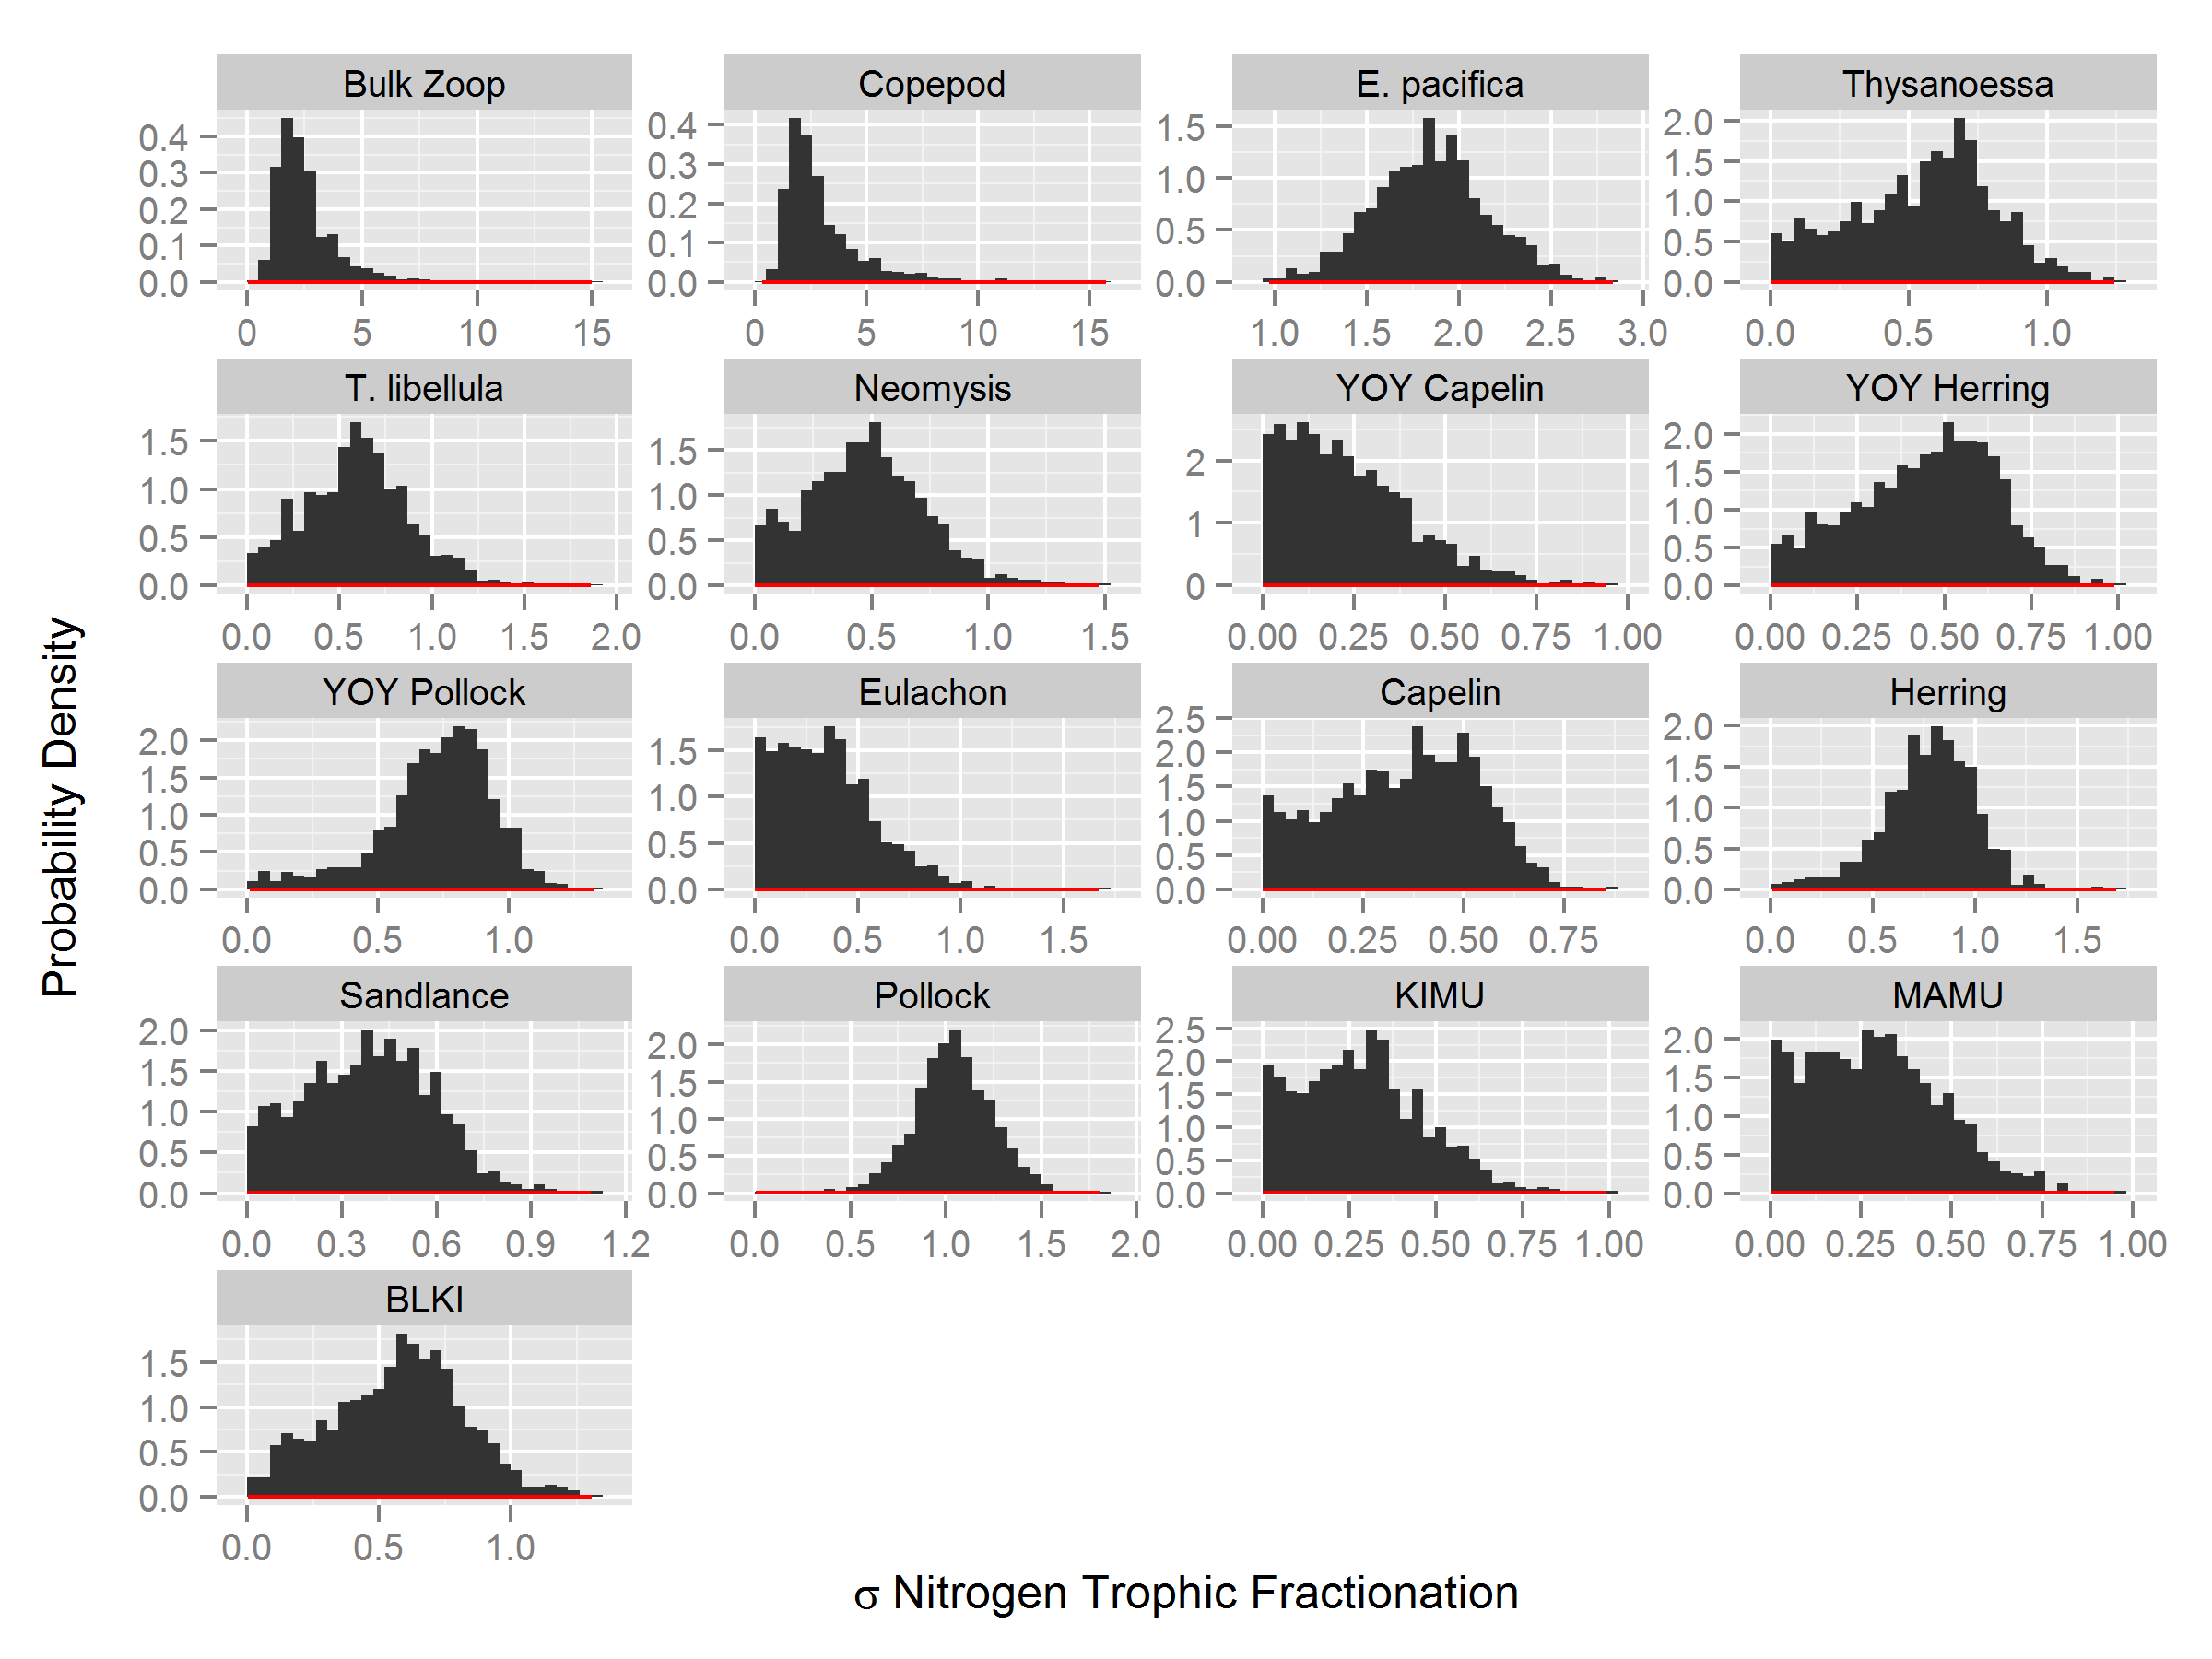 Bulk Zoop Copepod E. pacifica Thysanoessa
0.4 0.3 0.2 0.1 0.0 0.4 0.3 0.2 0.1 0.0 1.5 1.0 0.5 0.0 2.0 1.5 1.0 0.5 0.0
0 5 10 15 0 5 10 15 1.0 1.5 2.0 2.5 3.0 0.0 0.5 1.0
T. libellula Neomysis YOY Capelin YOY Herring
1.5 1.0 0.5 0.0 1.5 1.0 0.5 0.0 2 1 0 2.0 1.5 1.0 0.5 0.0
0.0 0.5 1.0 1.5 2.0 0.0 0.5 1.0 1.5 0.00 0.25 0.50 0.75 1.00 0.00 0.25 0.50 0.75 1.00
YOY Pollock Eulachon Capelin Herring
2.0 1.5 1.0 0.5 0.0 1.5 1.0 0.5 0.0 2.5 2.0 1.5 1.0 0.5 0.0 2.0 1.5 1.0 0.5 0.0
0.0 0.5 1.0 0.0 0.5 1.0 1.5 0.00 0.25 0.50 0.75 0.0 0.5 1.0 1.5
Sandlance Pollock KIMU MAMU
2.0 1.5 1.0 0.5 0.0 2.0 1.5 1.0 0.5 0.0 2.5 2.0 1.5 1.0 0.5 0.0 2.0 1.5 1.0 0.5 0.0
0.0 0.3 0.6 0.9 1.2 0.0 0.5 1.0 1.5 2.0 0.00 0.25 0.50 0.75 1.00 0.00 0.25 0.50 0.75 1.00
BLKI
1.5 1.0 0.5 0.0
0.0 0.5 1.0
Probability Density
σ Nitrogen Trophic Fractionation